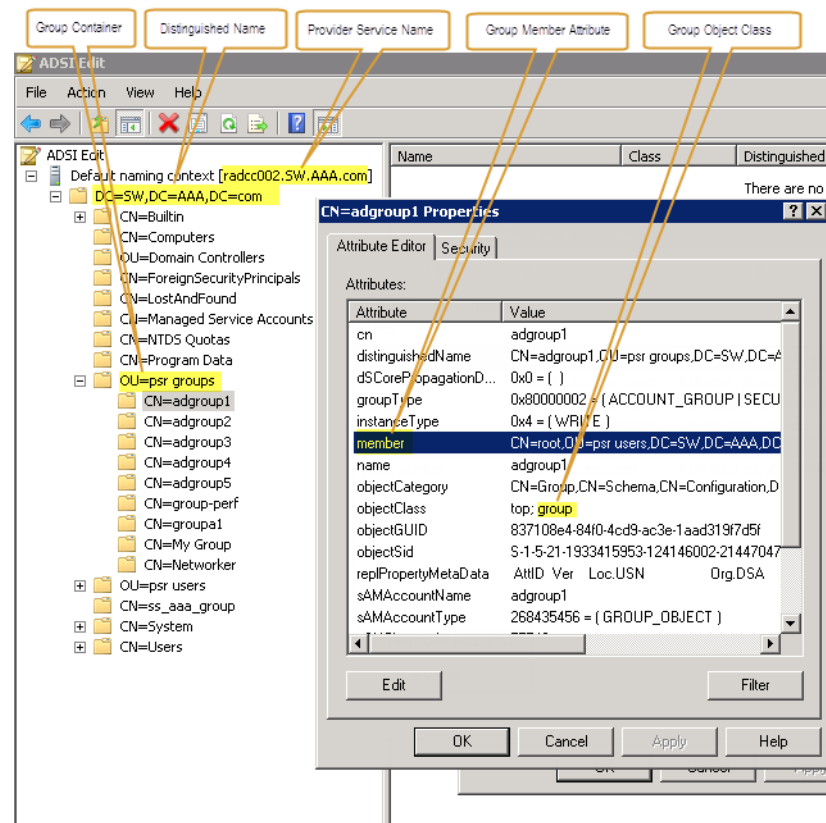 Group Container
Distinguished Name
Provider Service Name
Group Member Attribute
Group Object Class
ADSI Edit
File Action View Help
ADSI Edit
Default naming context [radcc002.SW.AAA.com]
DC=SW,DC=AAA,DC=com
CN=Builtin
CN=Computers
OU=Domain Controllers
CN=ForeignSecurityPrincipals
CN=LostAndFound
CN=Managed Service Accounts
CN=NTDS Quotas
CN=Program Data
OU=psr groups
CN=adgroup1
CN=adgroup2
CN=adgroup3
CN=adgroup4
CN=adgroup5
CN=group-perf
CN=groupa1
CN=My Group
CN=Networker
OU=psr users
CN=ss_aaa_group
CN=System
CN=Users
Name Class Distinguished
There are no
CN=adgroup1 Properties
Attribute Editor Security
Attributes:
Attribute Value
cn adgroup1
distinguishedName CN=adgroup1,OU=psr groups,DC=SW,DC=A
dSCorePropagationD... 0x0 = ( )
groupType 0x80000002 = ( ACCOUNT_GROUP | SECU
instanceType 0x4 = ( WRITE )
member CN=root,OU=psr users,DC=SW,DC=AAA,DC
name adgroup1
objectCategory CN=Group,CN=Schema,CN=Configuration,D
objectClass top; group
objectGUID 837108e4-84f0-4cd9-ac3e-1aad319f7d5f
objectSid S-1-5-21-1933415953-124146002-21447047
replPropertyMetaData AttID Ver Loc.USN Org.DSA
sAMAccountName adgroup1
sAMAccountType 268435456 = ( GROUP_OBJECT )
Edit Filter
OK Cancel Apply Help
OK Cancel